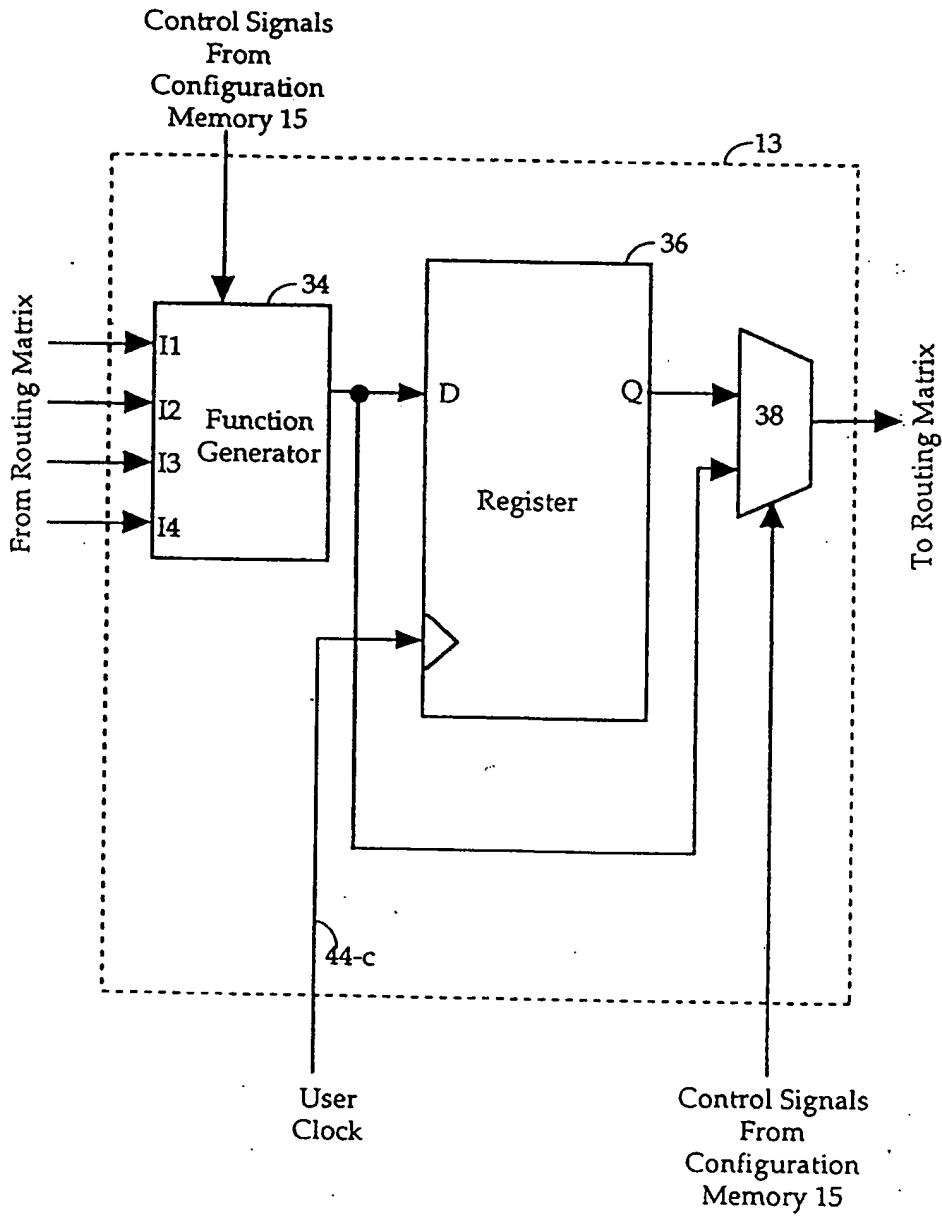 Control Signals
From
Configuration
Memory 15
13
36
34
From Routing Matrix
I1
I2
I3
I4
Function
Generator
D
Q
Register
38
To Routing Matrix
44-c
User
Clock
Control Signals
From
Configuration
Memory 15